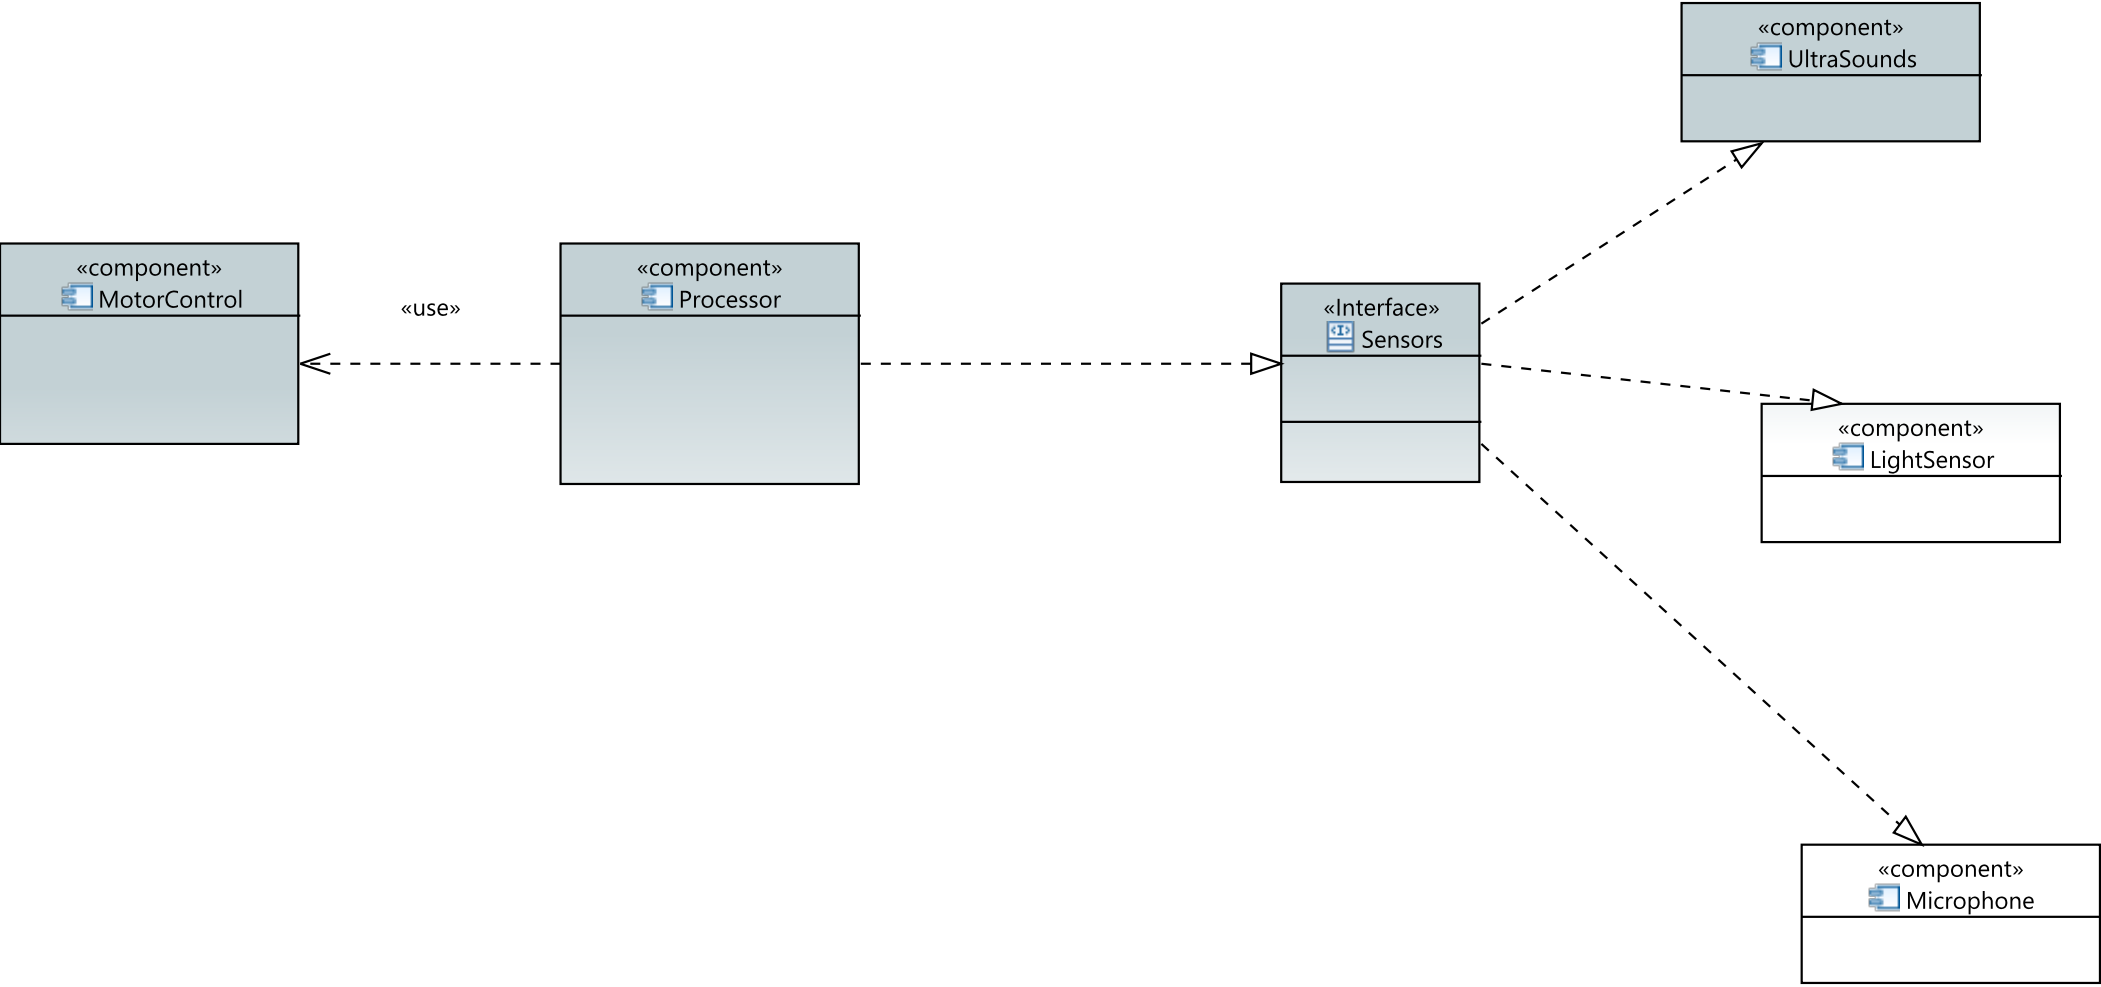 «component»
UltraSounds
«component»
MotorControl
«use»
«component»
Processor
«Interface»
Sensors
«component»
LightSensor
«component»
Microphone